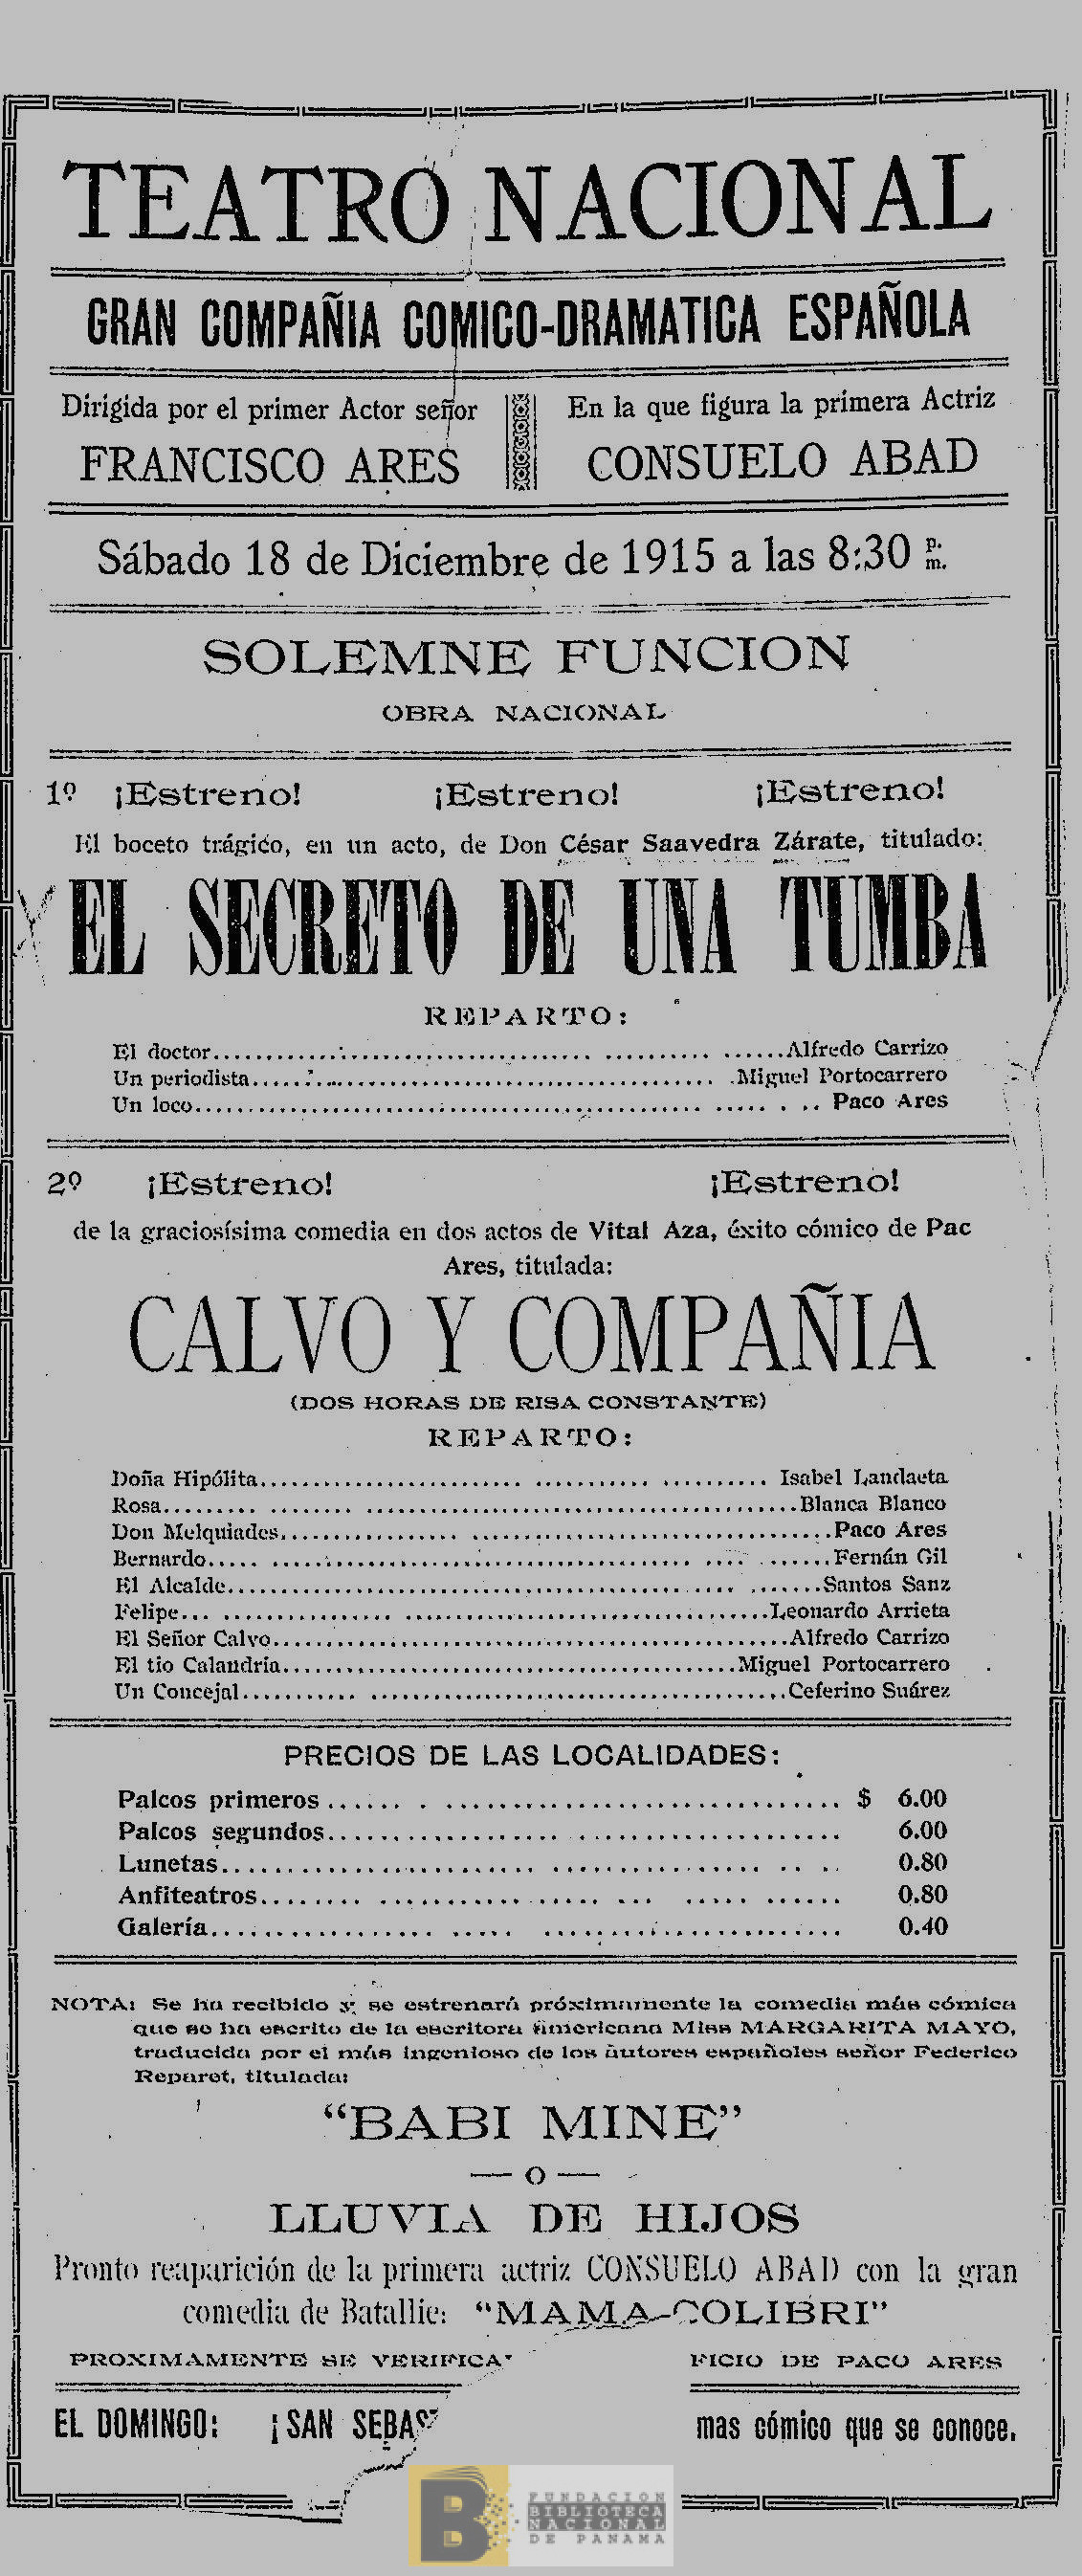 TEATRO NACIONAL
GRAN COMPAÑIA COMICO-DRAMATICA ESPAÑOLA
Dirigida por el primer Actor señor
FRANCISCO ARES
En la que figura la primera Actriz
CONSUELO ABAD
Sábado 18 de Diciembre de 1915 a las 8:30 p. m.
SOLEMNE FUNCION
OBRA NACIONAL
1º ¡Estreno! ¡Estreno! ¡Estreno!
El boceto trágico, en un acto, de Don César Saavedra Zárate, titulado:
EL SECRETO DE UNA TUMBA
REPARTO:
El doctor.......... Alfredo Carrizo
Un periodista.......... Miguel Portocarrero
Un loco.......... Paco Ares
2º ¡Estreno! ¡Estreno!
de la graciosísima comedia en dos actos de Vital Aza, éxito cómico de Pac
Ares, titulada:
CALVO Y COMPAÑIA
(DOS HORAS DE RISA CONSTANTE)
REPARTO:
Doña Hipólita.......... Isabel Landaeta
Rosa.......... Blanca Blanco
Don Melquiades.......... Paco Ares
Bernardo.......... Fernán Gil
El Alcalde.......... Santos Sanz
Felipe.......... Leonardo Arrieta
El Señor Calvo.......... Alfredo Carrizo
El tio Calandria.......... Miguel Portocarrero
Un Concejal.......... Ceferino Suárez
PRECIOS DE LAS LOCALIDADES:
Palcos primeros.......... $ 6.00
Palcos segundos.......... 6.00
Lunetas.......... 0.80
Anfiteatros.......... 0.80
Galería.......... 0.40
NOTA: Se ha recibido y se estrenará próximamente la comedia más cómica
que se ha escrito de la escritora americana Miss MARGARITA MAYO,
traducida por el más ingenioso de los autores españoles señor Federico
Reparet, titulada:
“BABI MINE”
— O —
LLUVIA DE HIJOS
Pronto reaparición de la primera actriz CONSUELO ABAD con la gran
comedia de Batallie: “MAMA-COLIBRI”
PROXIMAMENTE SE VERIFICA FICIO DE PACO ARES
EL DOMINGO: ¡SAN SEBAS mas cómico que se conoce.
B FUNDACION
BIBLIOTECA
NACIONAL
DE PANAMA